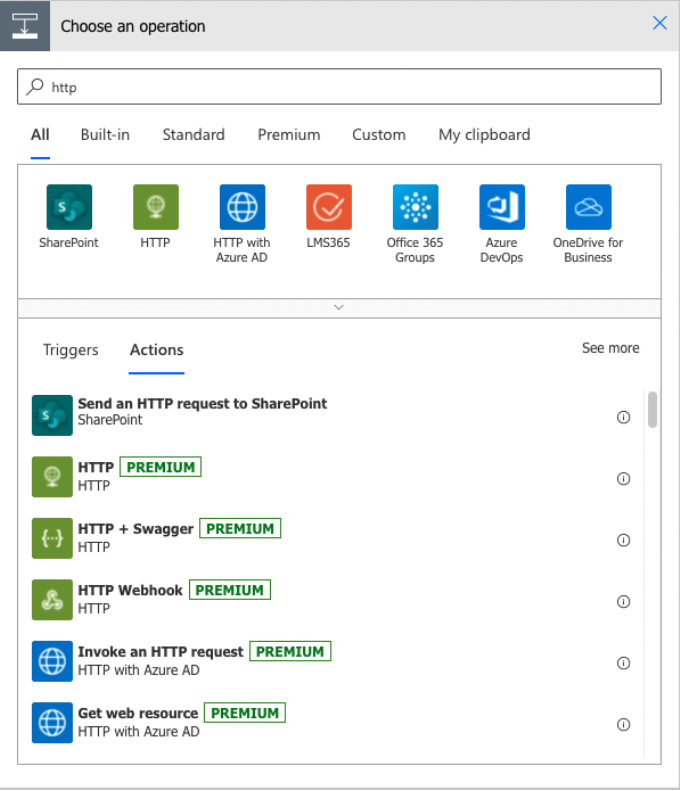 Choose an operation
http
All Built-in Standard Premium Custom My clipboard
SharePoint HTTP HTTP with LMS365 Office 365 Azure OneDrive for
Azure AD Groups DevOps Business
Triggers Actions See more
Send an HTTP request to SharePoint
SharePoint
HTTP PREMIUM
HTTP
HTTP + Swagger PREMIUM
HTTP
HTTP Webhook PREMIUM
HTTP
Invoke an HTTP request PREMIUM
HTTP with Azure AD
Get web resource PREMIUM
HTTP with Azure AD